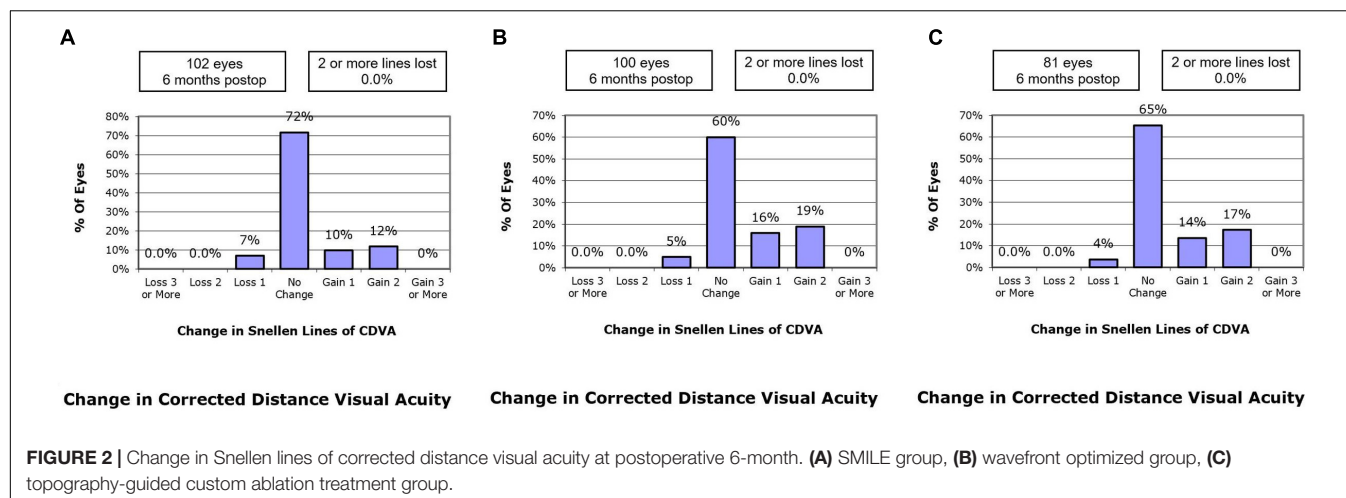 A
102 eyes
6 months postop
2 or more lines lost
0.0%
80%
70%
60%
50%
40%
30%
20%
10%
0%
% Of Eyes
0.0%
0.0%
7%
72%
10%
12%
0%
Loss 3 or More
Loss 2
Loss 1
No Change
Gain 1
Gain 2
Gain 3 or More
Change in Snellen Lines of CDVA
Change in Corrected Distance Visual Acuity
B
100 eyes
6 months postop
2 or more lines lost
0.0%
70%
60%
50%
40%
30%
20%
10%
0%
% Of Eyes
0.0%
0.0%
5%
60%
16%
19%
0%
Loss 3 or More
Loss 2
Loss 1
No Change
Gain 1
Gain 2
Gain 3 or More
Change in Snellen Lines of CDVA
Change in Corrected Distance Visual Acuity
C
81 eyes
6 months postop
2 or more lines lost
0.0%
70%
60%
50%
40%
30%
20%
10%
0%
% Of Eyes
0.0%
0.0%
4%
65%
14%
17%
0%
Loss 3 or More
Loss 2
Loss 1
No Change
Gain 1
Gain 2
Gain 3 or More
Change in Snellen Lines of CDVA
Change in Corrected Distance Visual Acuity
FIGURE 2 | Change in Snellen lines of corrected distance visual acuity at postoperative 6-month. (A) SMILE group, (B) wavefront optimized group, (C)
topography-guided custom ablation treatment group.